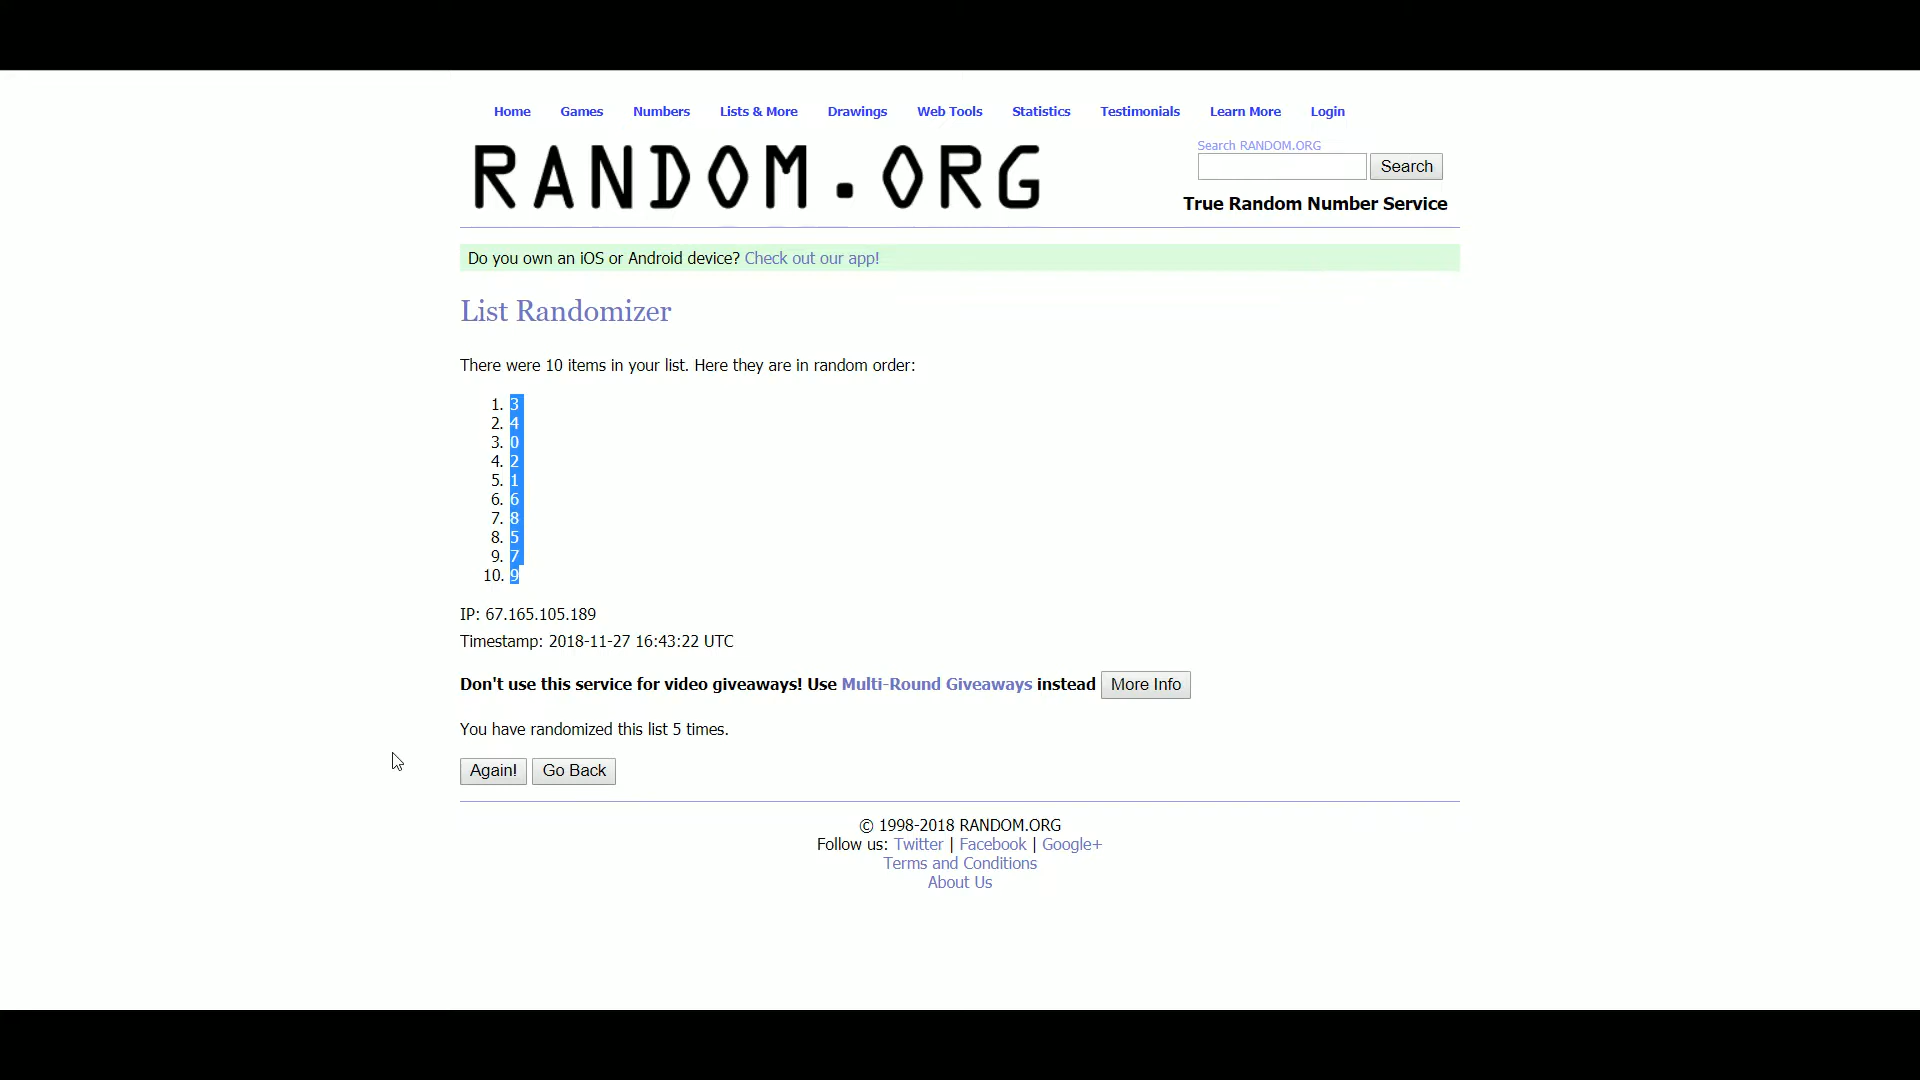 Home Games Numbers Lists & More Drawings Web Tools Statistics Testimonials Learn More Login
RANDOM.ORG
Search RANDOM.ORG
Search
True Random Number Service
Do you own an iOS or Android device? Check out our app!
List Randomizer
There were 10 items in your list. Here they are in random order:
1. 3
2. 4
3. 0
4. 2
5. 1
6. 6
7. 8
8. 5
9. 7
10. 9
IP: 67.165.105.189
Timestamp: 2018-11-27 16:43:22 UTC
Don't use this service for video giveaways! Use Multi-Round Giveaways instead More Info
You have randomized this list 5 times.
Again! Go Back
© 1998-2018 RANDOM.ORG
Follow us: Twitter | Facebook | Google+
Terms and Conditions
About Us